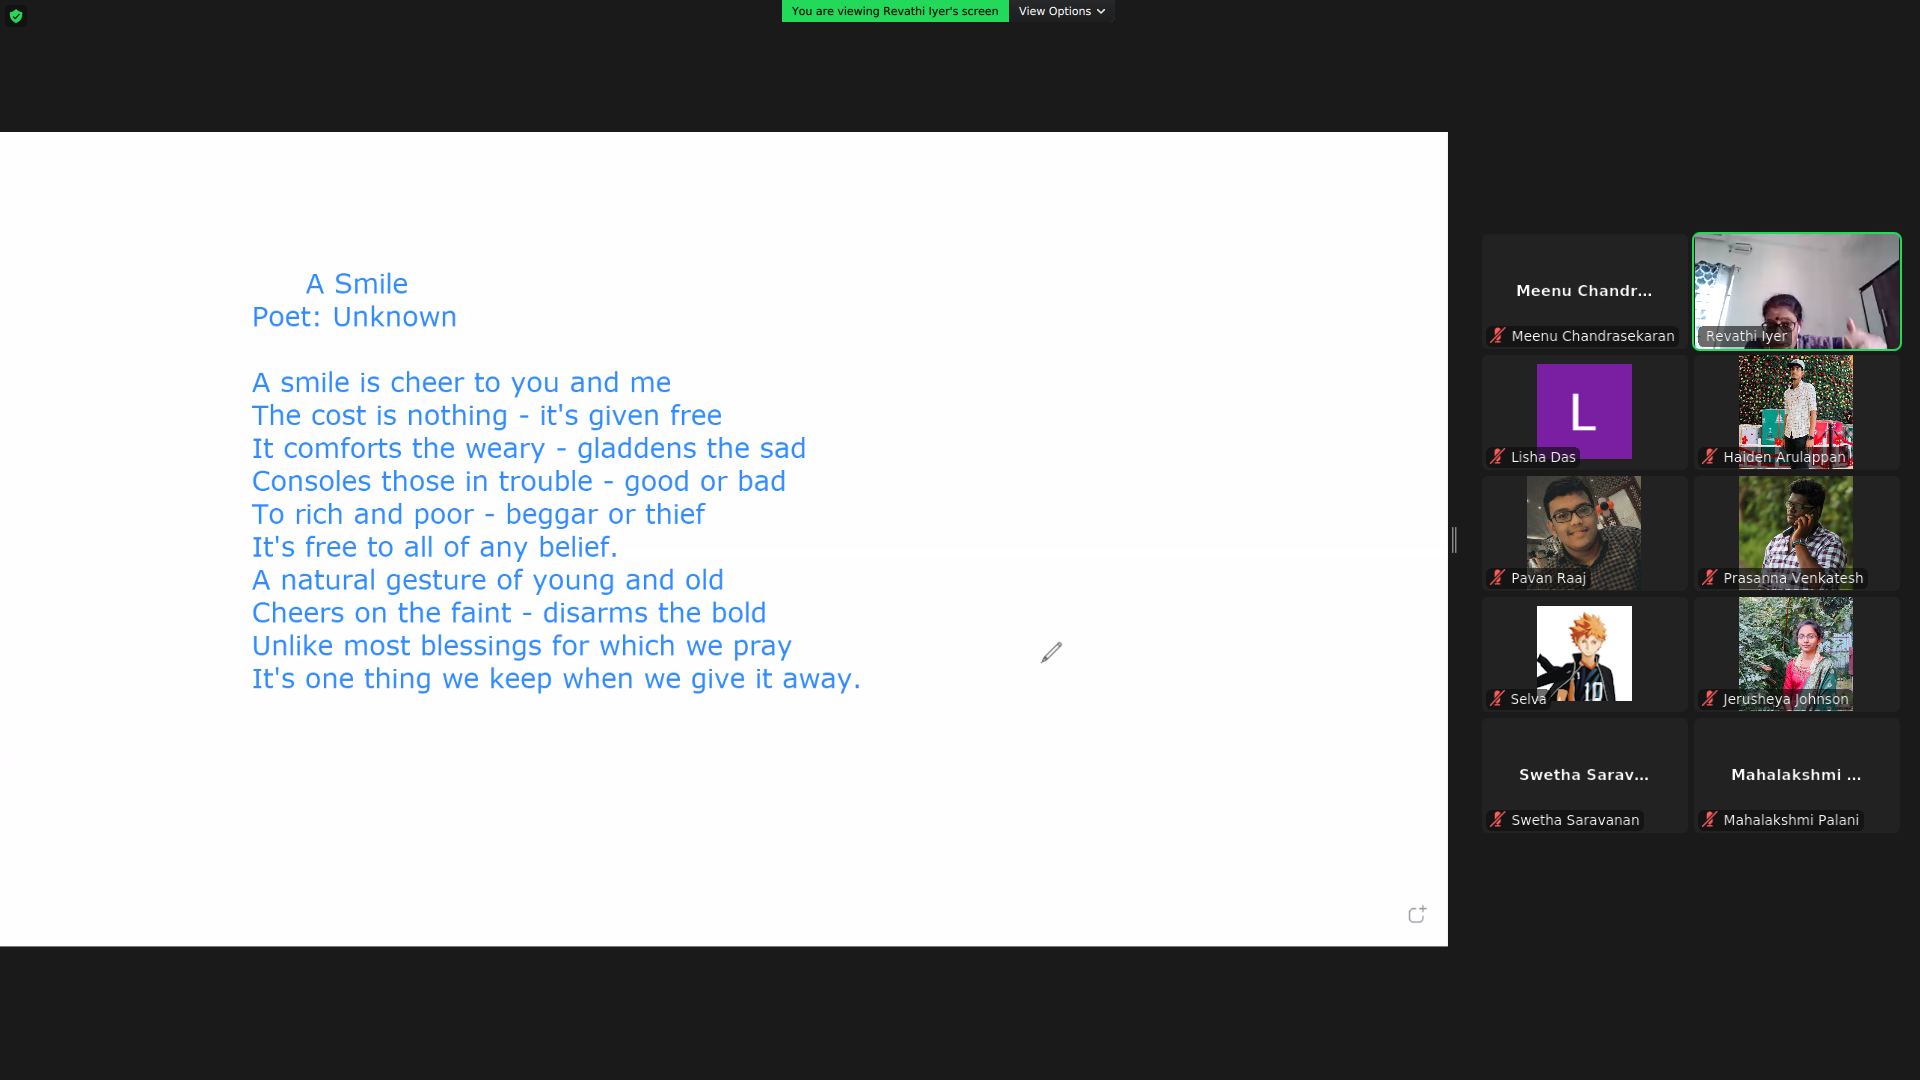 You are viewing Revathi Iyer's screen
View Options
A Smile
Poet: Unknown
A smile is cheer to you and me
The cost is nothing - it's given free
It comforts the weary - gladdens the sad
Consoles those in trouble - good or bad
To rich and poor - beggar or thief
It's free to all of any belief.
A natural gesture of young and old
Cheers on the faint - disarms the bold
Unlike most blessings for which we pray
It's one thing we keep when we give it away.
Meenu Chandr...
Meenu Chandrasekaran
Revathi Iyer
L
Lisha Das
Haiden Arulappan
Pavan Raaj
Prasanna Venkatesh
10
Selva
Jerusheya Johnson
Swetha Sarav...
Swetha Saravanan
Mahalakshmi ...
Mahalakshmi Palani